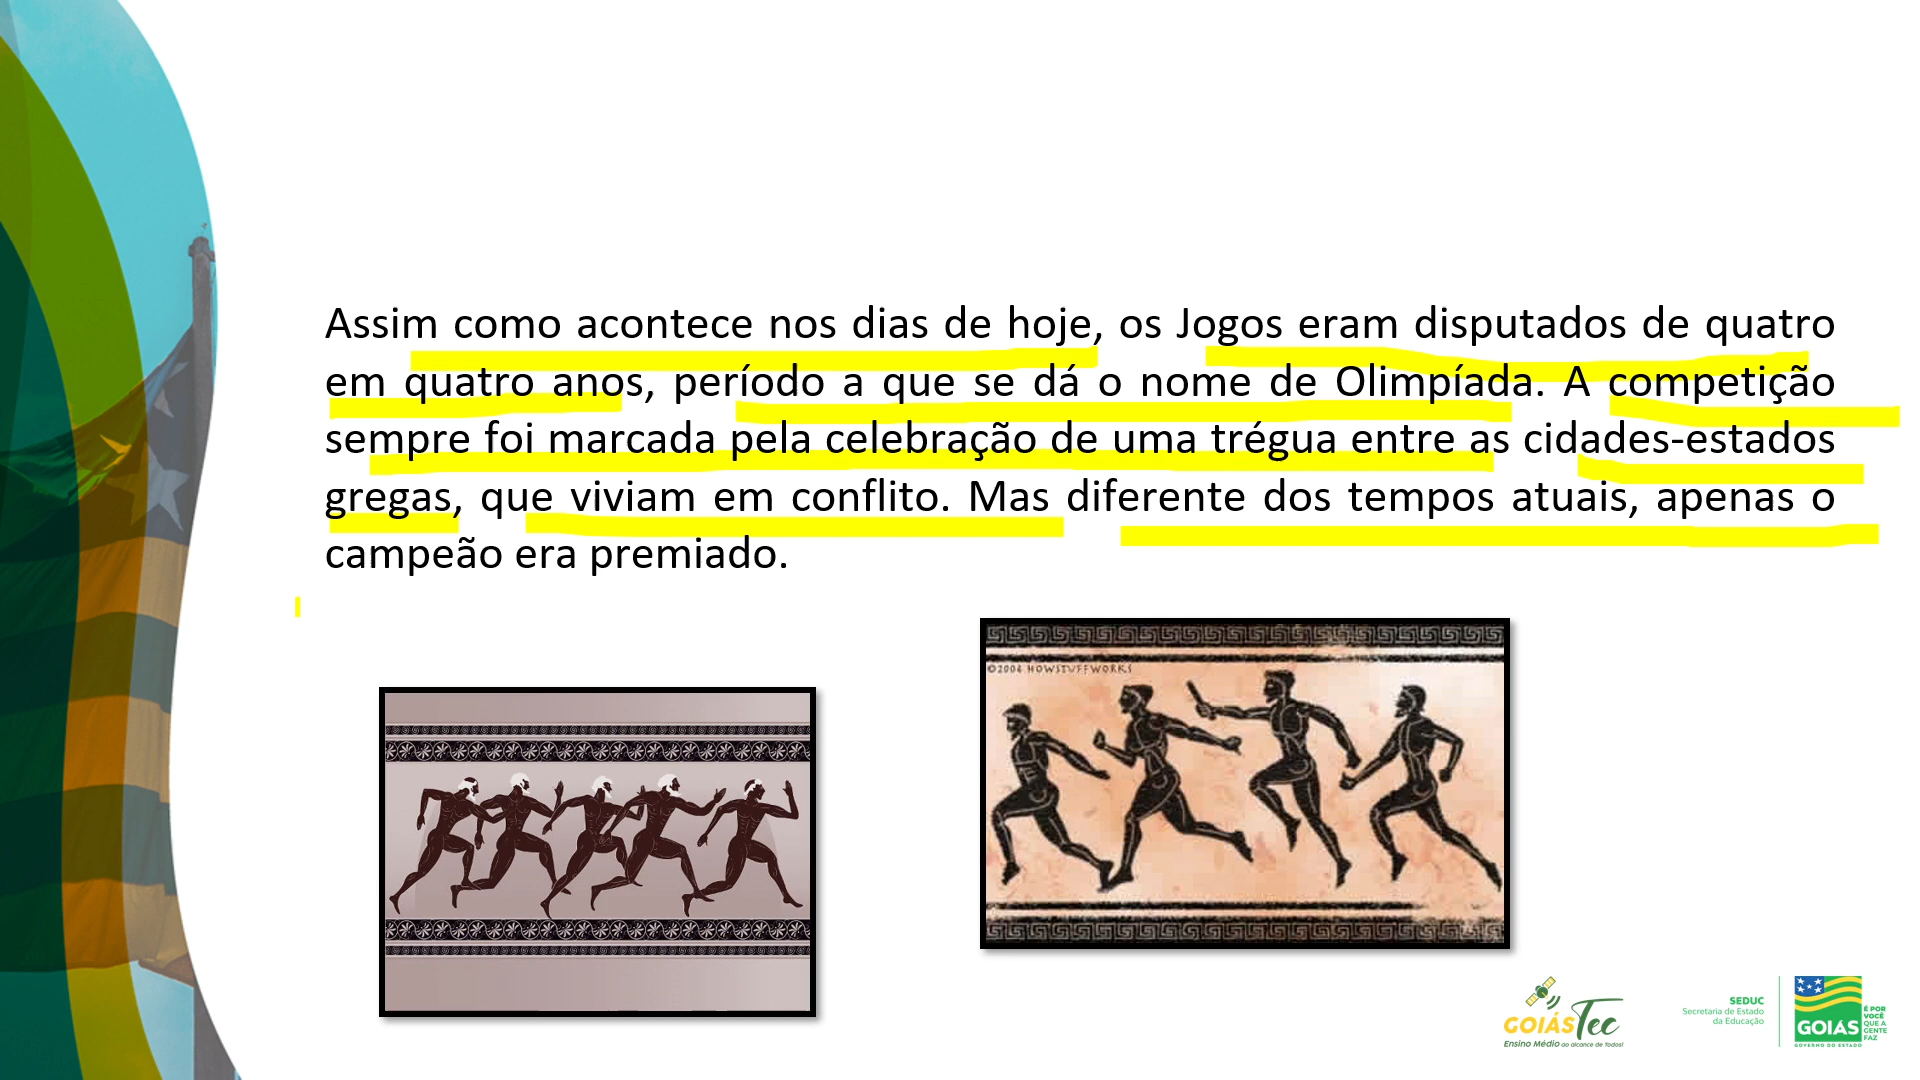 Assim como acontece nos dias de hoje, os Jogos eram disputados de quatro
em quatro anos, período a que se dá o nome de Olimpíada. A competição
sempre foi marcada pela celebração de uma trégua entre as cidades-estados
gregas, que viviam em conflito. Mas diferente dos tempos atuais, apenas o
campeão era premiado.
©2004 HOWSTUFFWORKS
GOIÁSTec
Ensino Médio ao alcance de Todos!
SEDUC
Secretaria de Estado
da Educação
GOIÁS
GOVERNO DO ESTADO
É POR
VOCÊ
QUE A
GENTE
FAZ